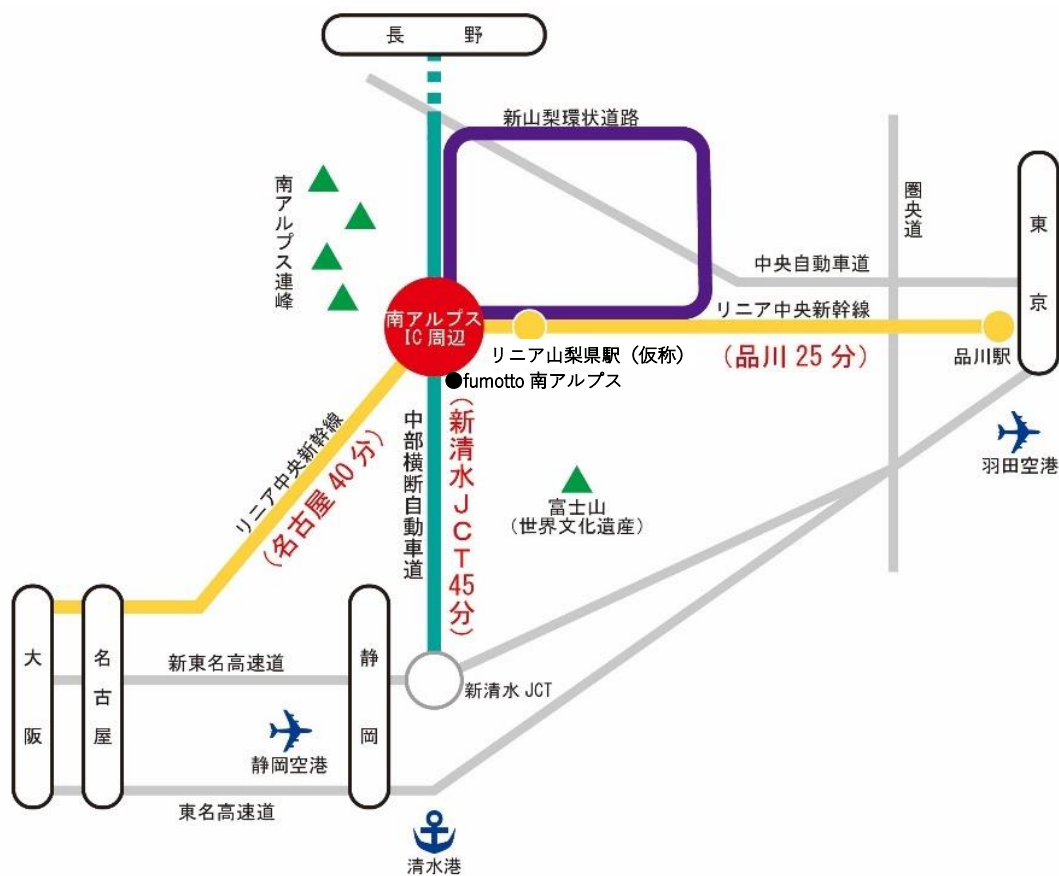 長野
新山梨環状道路
南アルプス連峰
圏央道
東京
中央自動車道
南アルプス
IC周辺
リニア中央新幹線
リニア山梨県駅（仮称）
（品川25分）
品川駅
●fumotto 南アルプス
リニア中央新幹線
（名古屋40分）
中部横断自動車道
（新清水JCT45分）
羽田空港
富士山
（世界文化遺産）
大阪
名古屋
静岡
新東名高速道
新清水JCT
静岡空港
東名高速道
清水港